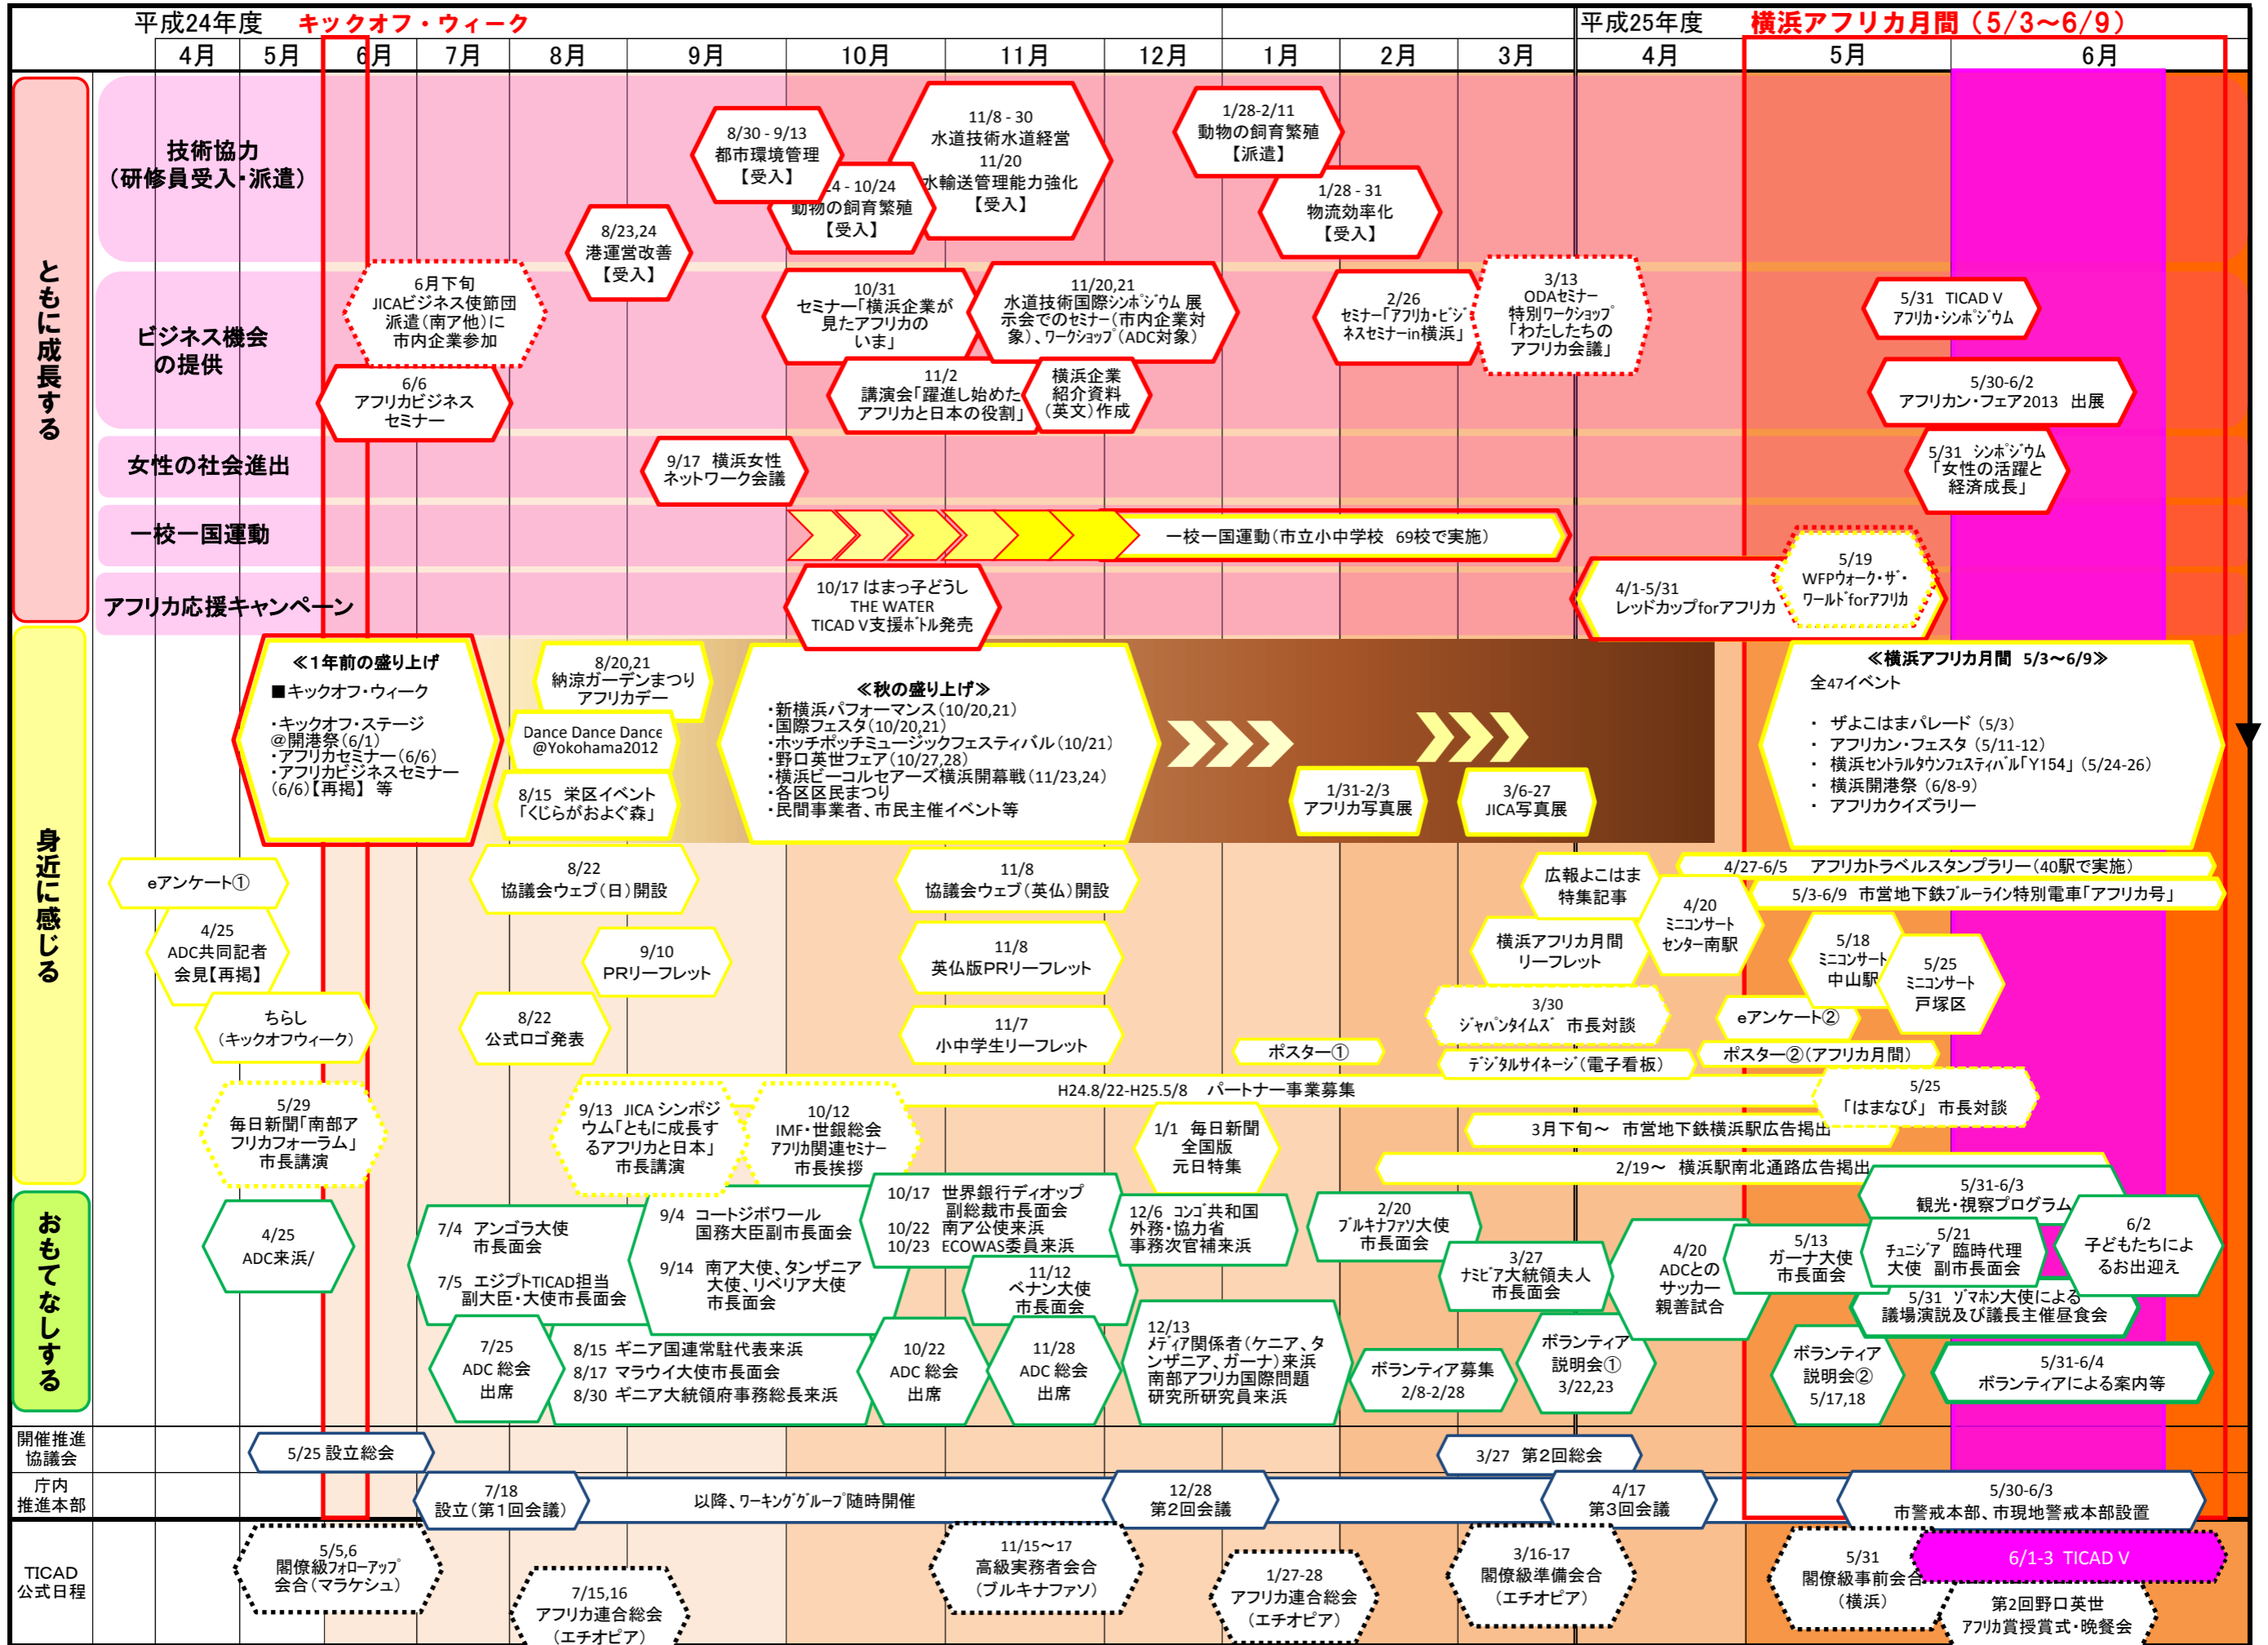 平成24年度
キックオフ・ウィーク
平成25年度
横浜アフリカ月間（5/3～6/9）
4月
5月
6月
7月
8月
9月
10月
11月
12月
1月
2月
3月
4月
5月
6月
ともに成長する
技術協力
（研修員受入・派遣）
8/23,24
港運営改善
【受入】
8/30 - 9/13
都市環境管理
【受入】
24 - 10/24
動物の飼育繁殖
【受入】
11/8 - 30
水道技術水道経営
11/20
水輸送管理能力強化
【受入】
1/28-2/11
動物の飼育繁殖
【派遣】
1/28 - 31
物流効率化
【受入】
ビジネス機会
の提供
6月下旬
JICAビジネス使節団
派遣（南ア他）に
市内企業参加
6/6
アフリカビジネス
セミナー
10/31
セミナー「横浜企業が
見たアフリカの
いま」
11/20,21
水道技術国際シンポジウム 展
示会でのセミナー（市内企業対
象）、ワークショップ（ADC対象）
11/2
講演会「躍進し始めた
アフリカと日本の役割」
横浜企業
紹介資料
（英文）作成
2/26
セミナー「アフリカ・ビジ
ネスセミナーin横浜」
3/13
ODAセミナー
特別ワークショップ
「わたしたちの
アフリカ会議」
5/31 TICAD V
アフリカ・シンポジウム
5/30-6/2
アフリカン・フェア2013 出展
女性の社会進出
9/17 横浜女性
ネットワーク会議
5/31 シンポジウム
「女性の活躍と
経済成長」
一校一国運動
一校一国運動（市立小中学校 69校で実施）
アフリカ応援キャンペーン
10/17 はまっ子どうし
THE WATER
TICAD V支援ボトル発売
4/1-5/31
レッドカップforアフリカ
5/19
WFPウォーク・ザ・
ワールドforアフリカ
身近に感じる
≪1年前の盛り上げ
■キックオフ・ウィーク
・キックオフ・ステージ
@開港祭（6/1）
・アフリカセミナー（6/6）
・アフリカビジネスセミナー
（6/6）【再掲】 等
8/20,21
納涼ガーデンまつり
アフリカデー
Dance Dance Dance
@Yokohama2012
8/15 栄区イベント
「くじらがおよぐ森」
≪秋の盛り上げ≫
・新横浜パフォーマンス（10/20,21）
・国際フェスタ（10/20,21）
・ホッチポッチミュージックフェスティバル（10/21）
・野口英世フェア（10/27,28）
・横浜ビーコルセアーズ横浜開幕戦（11/23,24）
・各区区民まつり
・民間事業者、市民主催イベント等
1/31-2/3
アフリカ写真展
3/6-27
JICA写真展
≪横浜アフリカ月間 5/3～6/9≫
全47イベント
・ ザよこはまパレード（5/3）
・ アフリカン・フェスタ（5/11-12）
・ 横浜セントラルタウンフェスティバル「Y154」（5/24-26）
・ 横浜開港祭（6/8-9）
・ アフリカクイズラリー
eアンケート①
4/25
ADC共同記者
会見【再掲】
ちらし
（キックオフウィーク）
5/29
毎日新聞「南部ア
フリカフォーラム」
市長講演
8/22
協議会ウェブ（日）開設
9/10
PRリーフレット
8/22
公式ロゴ発表
11/8
協議会ウェブ（英仏）開設
11/8
英仏版PRリーフレット
11/7
小中学生リーフレット
広報よこはま
特集記事
横浜アフリカ月間
リーフレット
3/30
ジャパンタイムズ 市長対談
4/20
ミニコンサート
センター南駅
4/27-6/5 アフリカトラベルスタンプラリー（40駅で実施）
5/3-6/9 市営地下鉄ブルーライン特別電車「アフリカ号」
5/18
ミニコンサート
中山駅
5/25
ミニコンサート
戸塚区
eアンケート②
ポスター①
デジタルサイネージ（電子看板）
ポスター②（アフリカ月間）
H24.8/22-H25.5/8 パートナー事業募集
9/13 JICA シンポジ
ウム「ともに成長す
るアフリカと日本」
市長講演
10/12
IMF・世銀総会
アフリカ関連セミナー
市長挨拶
1/1 毎日新聞
全国版
元日特集
5/25
「はまなび」 市長対談
3月下旬～ 市営地下鉄横浜駅広告掲出
2/19～ 横浜駅南北通路広告掲出
おもてなしする
4/25
ADC来浜/
7/4 アンゴラ大使
市長面会
7/5 エジプトTICAD担当
副大臣・大使市長面会
9/4 コートジボワール
国務大臣副市長面会
9/14 南ア大使、タンザニア
大使、リベリア大使
市長面会
10/17 世界銀行ディオップ
副総裁市長面会
10/22 南ア公使来浜
10/23 ECOWAS委員来浜
11/12
ベナン大使
市長面会
12/6 コンゴ共和国
外務・協力省
事務次官補来浜
2/20
ブルキナファソ大使
市長面会
3/27
ナミビア大統領夫人
市長面会
4/20
ADCとの
サッカー
親善試合
5/13
ガーナ大使
市長面会
5/31-6/3
観光・視察プログラム
5/21
チュニジア 臨時代理
大使 副市長面会
6/2
子どもたちによ
るお出迎え
5/31 ゾマホン大使による
議場演説及び議長主催昼食会
7/25
ADC 総会
出席
8/15 ギニア国連常駐代表来浜
8/17 マラウイ大使市長面会
8/30 ギニア大統領府事務総長来浜
10/22
ADC 総会
出席
11/28
ADC 総会
出席
12/13
メディア関係者（ケニア、タ
ンザニア、ガーナ）来浜
南部アフリカ国際問題
研究所研究員来浜
ボランティア募集
2/8-2/28
ボランティア
説明会①
3/22,23
ボランティア
説明会②
5/17,18
5/31-6/4
ボランティアによる案内等
開催推進
協議会
5/25 設立総会
3/27 第2回総会
庁内
推進本部
7/18
設立（第1回会議）
以降、ワーキンググループ随時開催
12/28
第2回会議
4/17
第3回会議
5/30-6/3
市警戒本部、市現地警戒本部設置
TICAD
公式日程
5/5,6
閣僚級フォローアップ
会合（マラケシュ）
7/15,16
アフリカ連合総会
（エチオピア）
11/15～17
高級実務者会合
（ブルキナファソ）
1/27-28
アフリカ連合総会
（エチオピア）
3/16-17
閣僚級準備会合
（エチオピア）
5/31
閣僚級事前会合
（横浜）
6/1-3 TICAD V
第2回野口英世
アフリカ賞授賞式・晩餐会